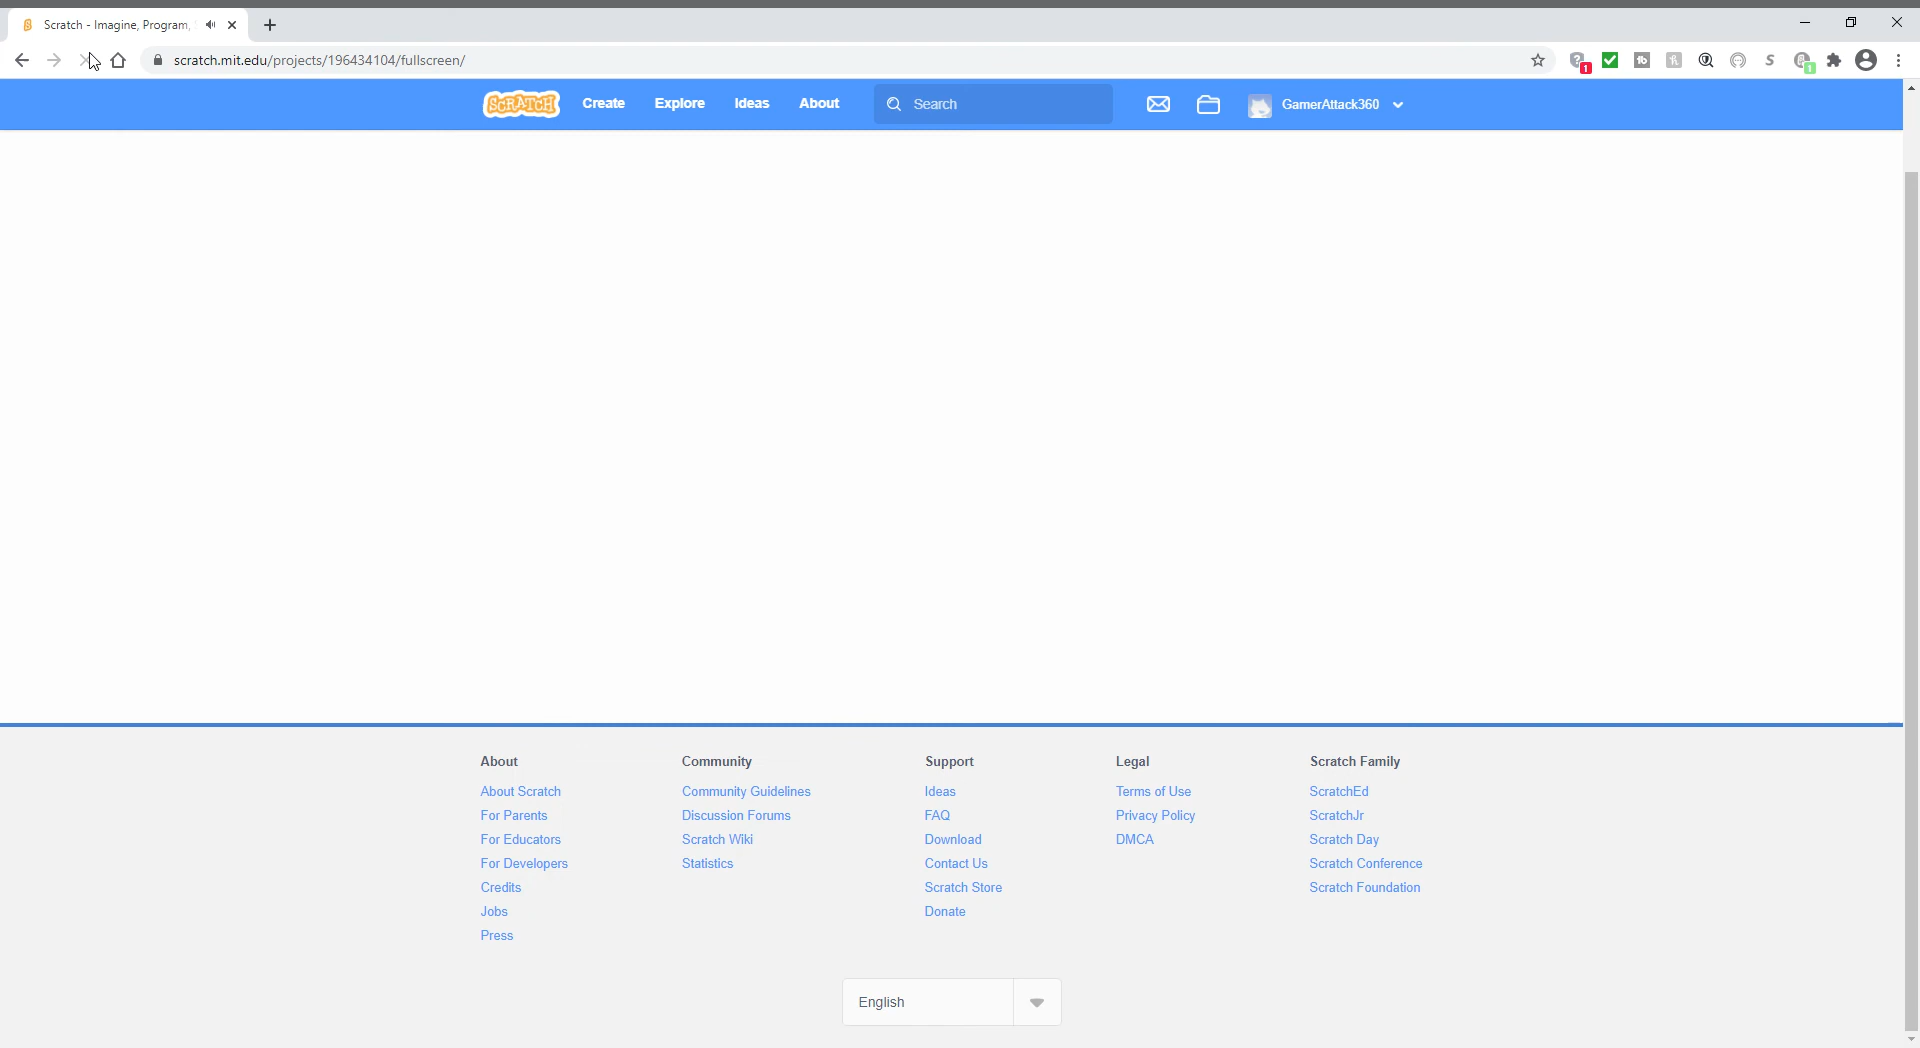 Scratch - Imagine, Program,
scratch.mit.edu/projects/196434104/fullscreen/
1
1
SCRATCH
Create
Explore
Ideas
About
Search
GamerAttack360
About
About Scratch
For Parents
For Educators
For Developers
Credits
Jobs
Press
Community
Community Guidelines
Discussion Forums
Scratch Wiki
Statistics
Support
Ideas
FAQ
Download
Contact Us
Scratch Store
Donate
Legal
Terms of Use
Privacy Policy
DMCA
Scratch Family
ScratchEd
ScratchJr
Scratch Day
Scratch Conference
Scratch Foundation
English